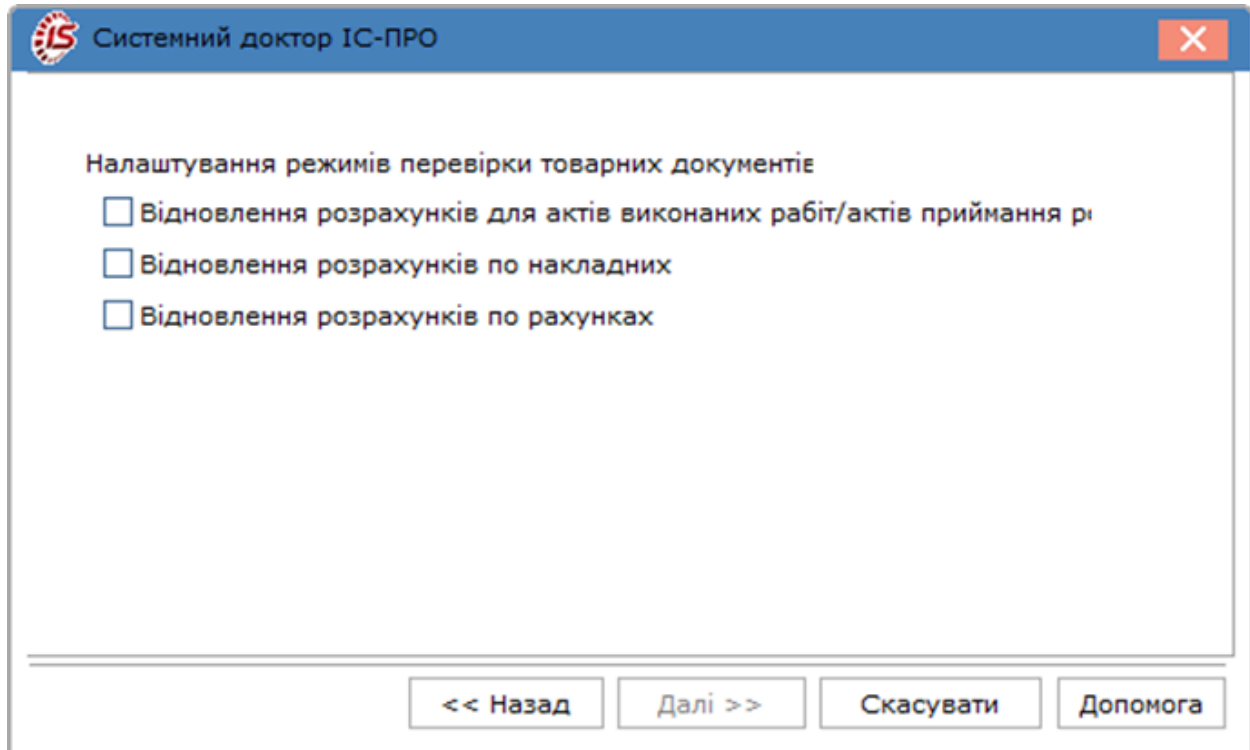 IS Системний доктор ІС-ПРО
Налаштування режимів перевірки товарних документів
Відновлення розрахунків для актів виконаних рабіт/актів приймання
Відновлення розрахунків по накладних
Відновлення розрахунків по рахунках
<< Назад Далі >> Скасувати Допомога